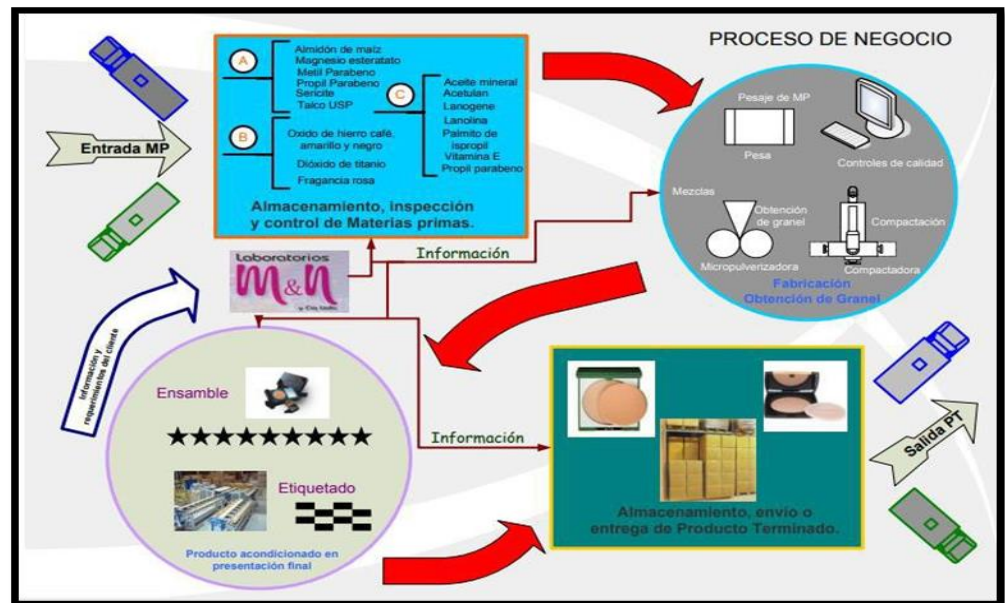 PROCESO DE NEGOCIO
Entrada MP
A
Almidón de maíz
Magnesio esteratato
Metil Parabeno
Propil Parabeno
Sericite
Talco USP
B
Oxido de hierro café,
amarillo y negro
Dióxido de titanio
Fragancia rosa
C
Aceite mineral
Acetulan
Lanogene
Lanolina
Palmito de
ispropil
Vitamina E
Propil parabeno
Almacenamiento, inspección
y control de Materias primas.
Pesaje de MP
Pesa
Controles de calidad
Mezclas
Obtención
de granel
Micropulverizadora
Compactación
Compactadora
Fabricación
Obtención de Granel
Información
Laboratorios
M&N
y Cia. Ltda.
Información y
requerimientos del cliente
Ensamble
Etiquetado
Producto acondicionado en
presentación final
Información
Almacenamiento, envío o
entrega de Producto Terminado.
Salida PT